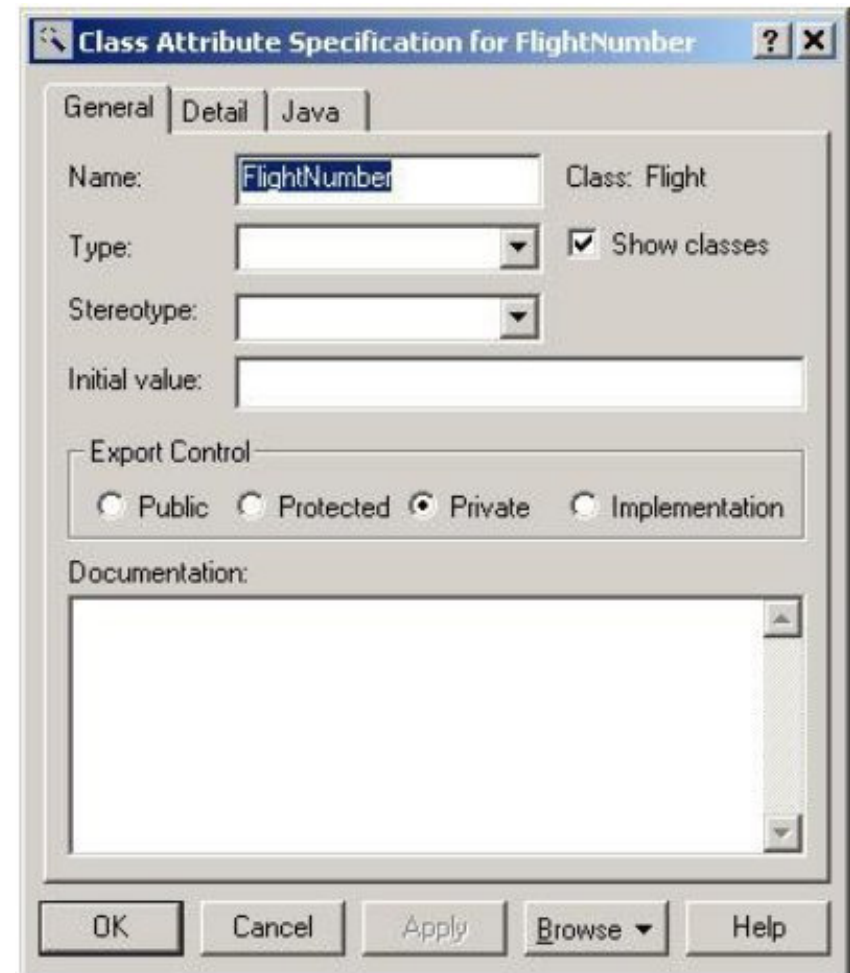 Class Attribute Specification for FlightNumber
General Detail Java
Name: FlightNumber Class: Flight
Type: Show classes
Stereotype:
Initial value:
Export Control
Public Protected Private Implementation
Documentation:
OK Cancel Apply Browse Help